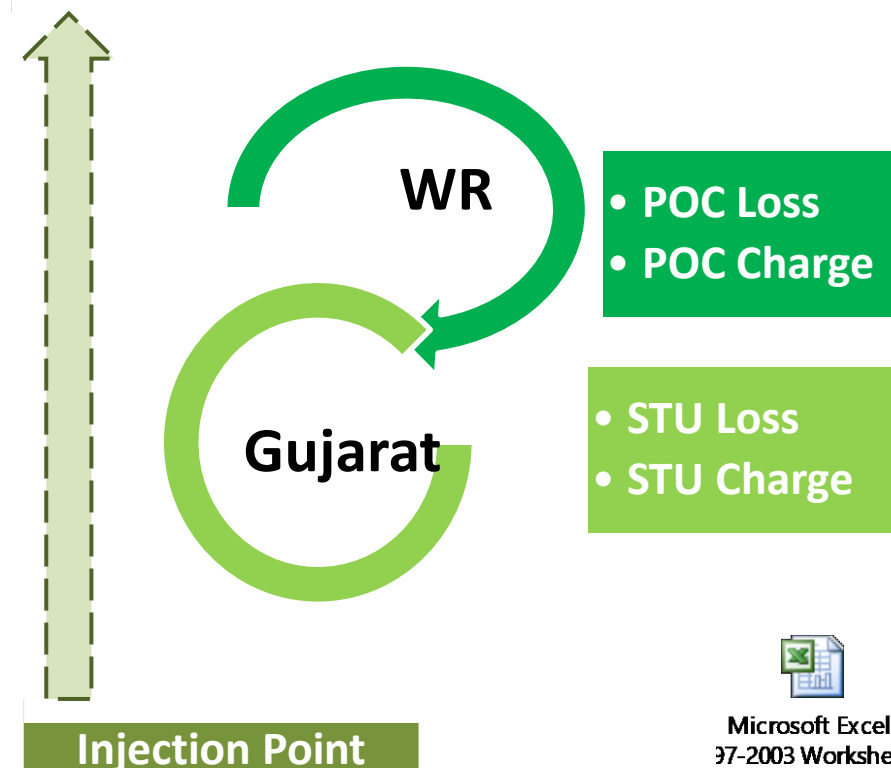 WR
• POC Loss
• POC Charge
Gujarat
• STU Loss
• STU Charge
Microsoft Excel
97-2003 Workshe
Injection Point